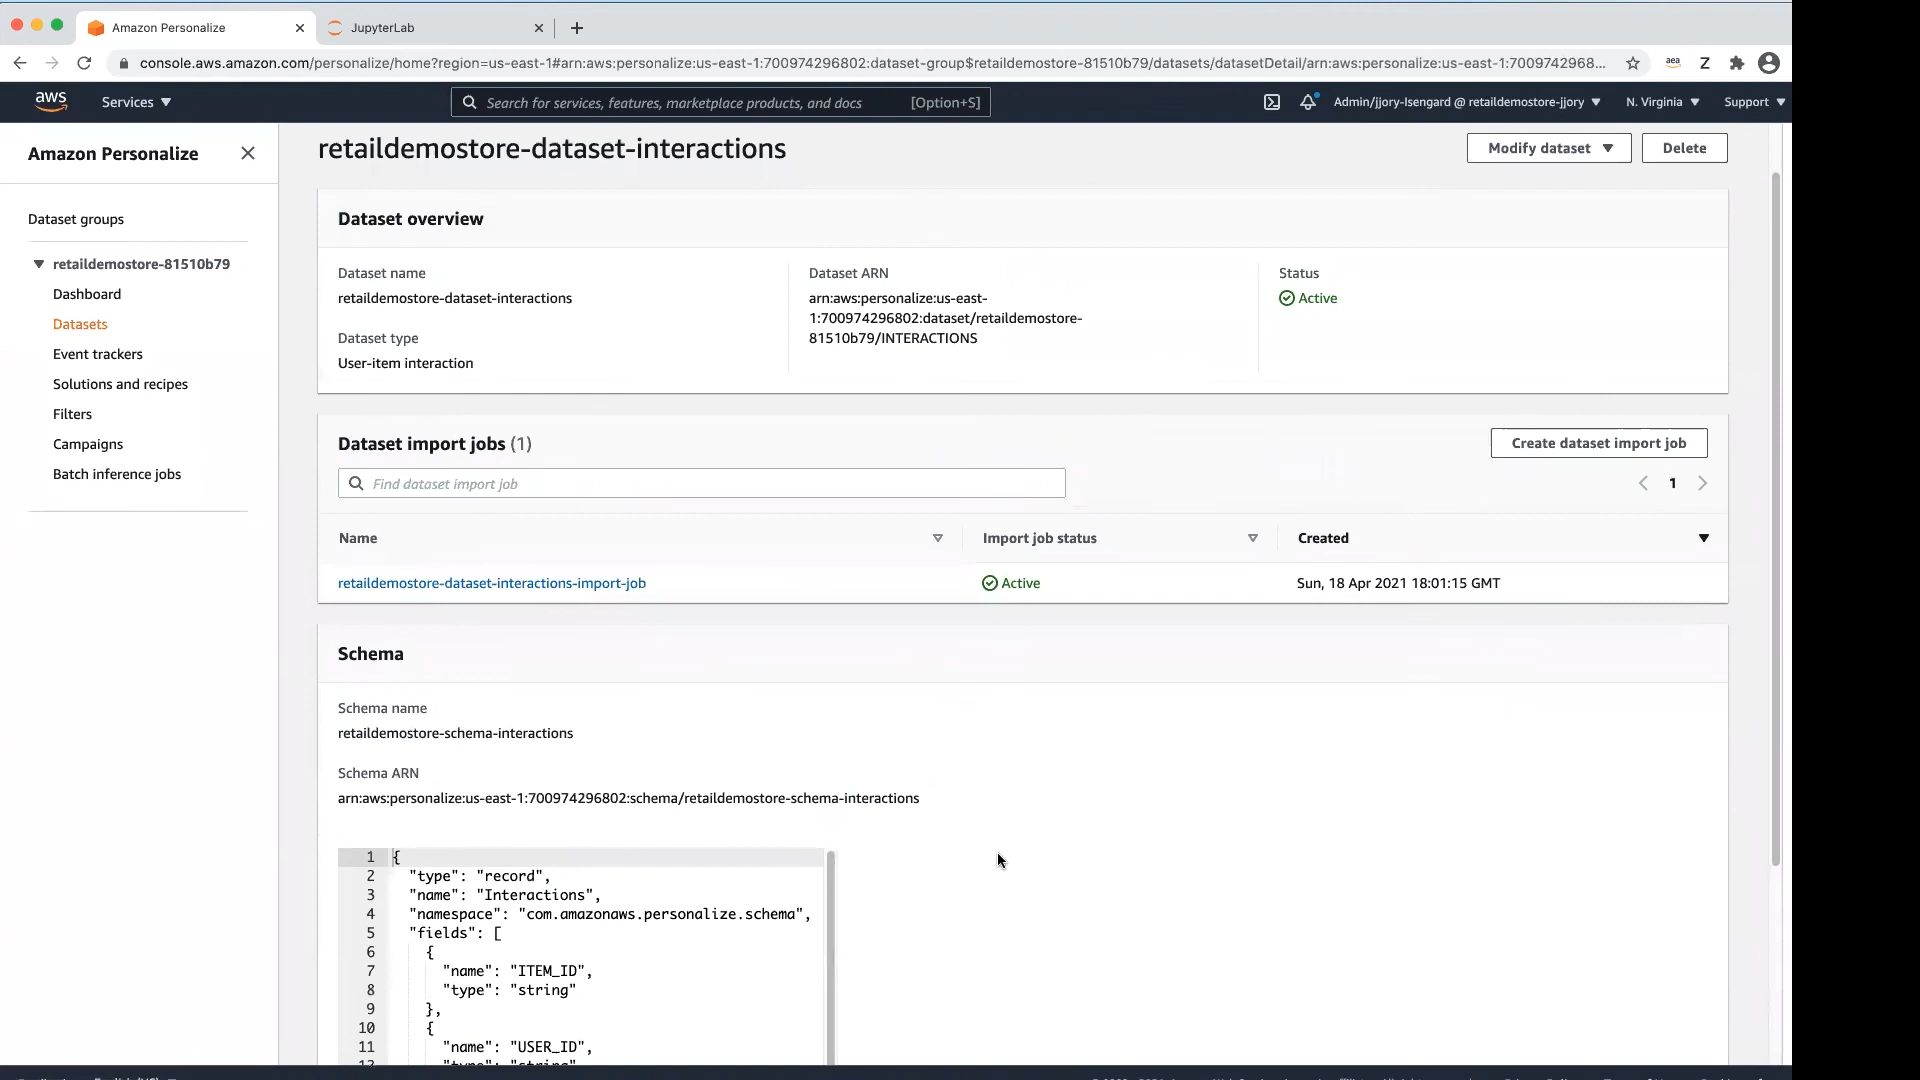 Amazon Personalize
JupyterLab
console.aws.amazon.com/personalize/home?region=us-east-1#arn:aws:personalize:us-east-1:700974296802:dataset-group$retaildemostore-81510b79/datasets/datasetDetail/arn:aws:personalize:us-east-1:7009742968...
aea
Z
aws
Services
Search for services, features, marketplace products, and docs [Option+S]
Admin/jjory-Isengard @ retaildemostore-jjory
N. Virginia
Support
Amazon Personalize
Dataset groups
retaildemostore-81510b79
Dashboard
Datasets
Event trackers
Solutions and recipes
Filters
Campaigns
Batch inference jobs
retaildemostore-dataset-interactions
Modify dataset
Delete
Dataset overview
Dataset name
retaildemostore-dataset-interactions
Dataset type
User-item interaction
Dataset ARN
arn:aws:personalize:us-east-
1:700974296802:dataset/retaildemostore-
81510b79/INTERACTIONS
Status
Active
Dataset import jobs (1)
Create dataset import job
Find dataset import job
1
Name
Import job status
Created
retaildemostore-dataset-interactions-import-job
Active
Sun, 18 Apr 2021 18:01:15 GMT
Schema
Schema name
retaildemostore-schema-interactions
Schema ARN
arn:aws:personalize:us-east-1:700974296802:schema/retaildemostore-schema-interactions
1 {
2 "type": "record",
3 "name": "Interactions",
4 "namespace": "com.amazonaws.personalize.schema",
5 "fields": [
6 {
7 "name": "ITEM_ID",
8 "type": "string"
9 },
10 {
11 "name": "USER_ID",
12 "type": "string"